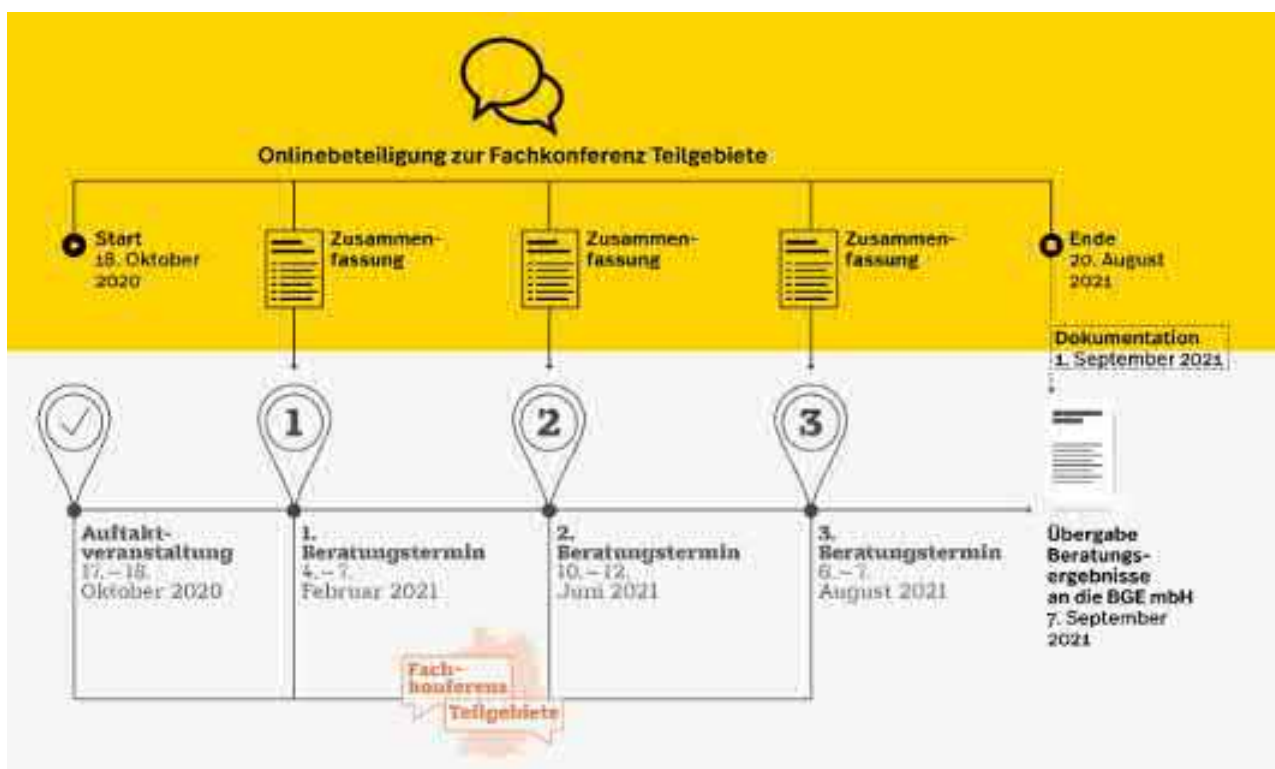 Onlinebeteiligung zur Fachkonferenz Teilgebiete
Start
18. Oktober
2020
Zusammen-
fassung
Zusammen-
fassung
Zusammen-
fassung
Ende
20. August
2021
Dokumentation
1. September 2021
1
2
3
Auftakt-
veranstaltung
17. – 18.
Oktober 2020
1.
Beratungstermin
4. – 7.
Februar 2021
2.
Beratungstermin
10. – 12.
Juni 2021
3.
Beratungstermin
6. – 7.
August 2021
Übergabe
Beratungs-
ergebnisse
an die BGE mbH
7. September
2021
Fach-
konferenz
Teilgebiete